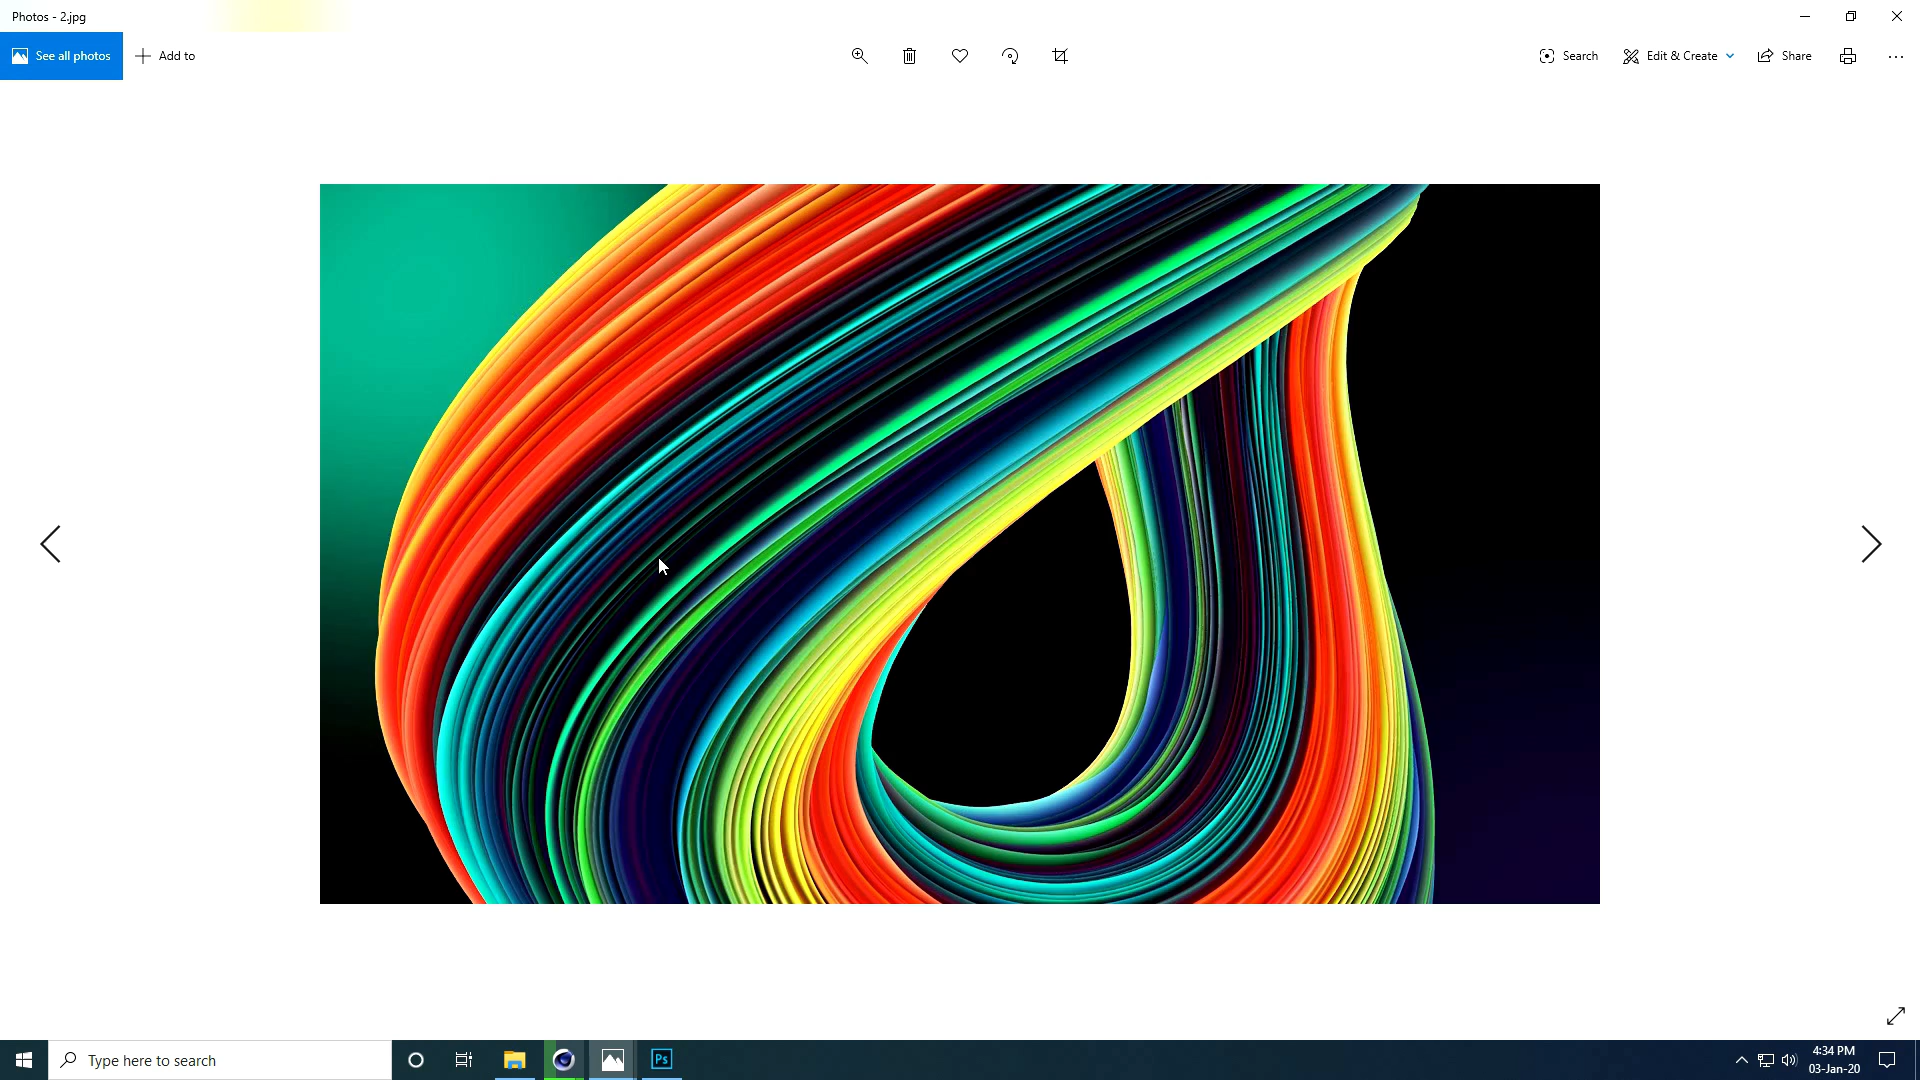 Photos - 2.jpg
See all photos
Add to
Search
Edit & Create
Share
Type here to search
Ps
4:34 PM
03-Jan-20